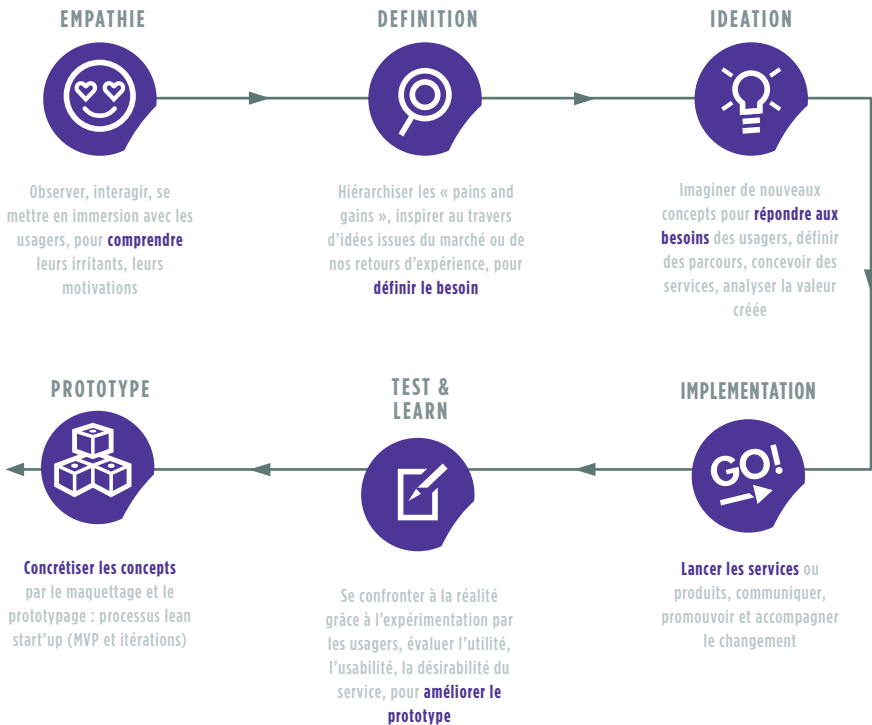 EMPATHIE
Observer, interagir, se
mettre en immersion avec les
usagers, pour comprendre
leurs irritants, leurs
motivations
DEFINITION
Hiérarchiser les « pains and
gains », inspirer au travers
d'idées issues du marché ou de
nos retours d'expérience, pour
définir le besoin
IDEATION
Imaginer de nouveaux
concepts pour répondre aux
besoins des usagers, définir
des parcours, concevoir des
services, analyser la valeur
créée
PROTOTYPE
Concrétiser les concepts
par le maquettage et le
prototypage : processus lean
start'up (MVP et itérations)
TEST &
LEARN
Se confronter à la réalité
grâce à l'expérimentation par
les usagers, évaluer l'utilité,
l'usabilité, la désirabilité du
service, pour améliorer le
prototype
IMPLEMENTATION
GO!
Lancer les services ou
produits, communiquer,
promouvoir et accompagner
le changement